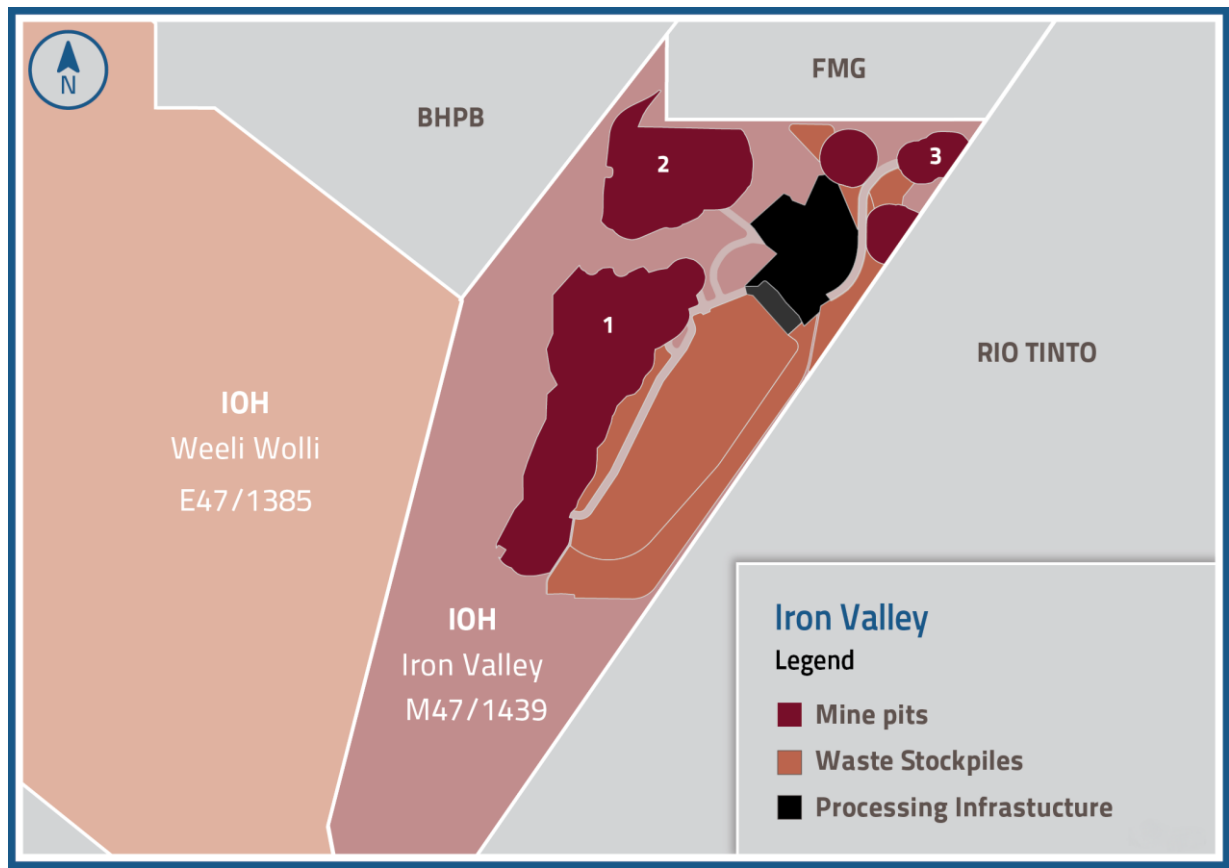 N
BHPB
FMG
2
3
1
RIO TINTO
IOH
Weeli Wolli
E47/1385
IOH
Iron Valley
M47/1439
Iron Valley
Legend
Mine pits
Waste Stockpiles
Processing Infrastucture